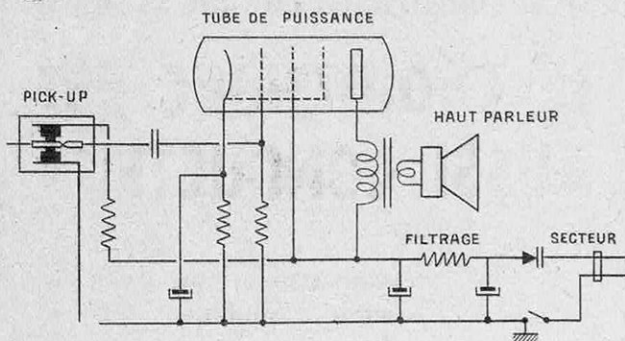 TUBE DE PUISSANCE
PICK-UP
HAUT PARLEUR
FILTRAGE
SECTEUR